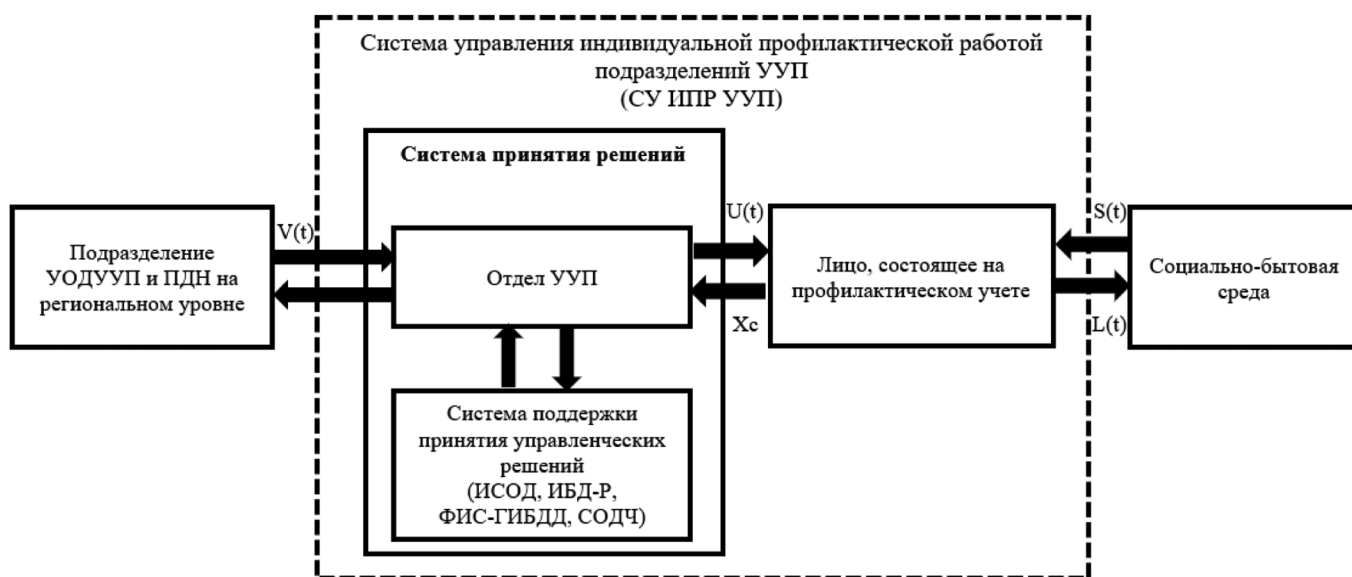 Система управления индивидуальной профилактической работой
подразделений УУП
(СУ ИПР УУП)
Система принятия решений
Подразделение
УОДУУП и ПДН на
региональном уровне
V(t)
Отдел УУП
U(t)
Xc
Лицо, состоящее на
профилактическом учете
S(t)
L(t)
Социально-бытовая
среда
Система поддержки
принятия управленческих
решений
(ИСОД, ИБД-Р,
ФИС-ГИБДД, СОДЧ)